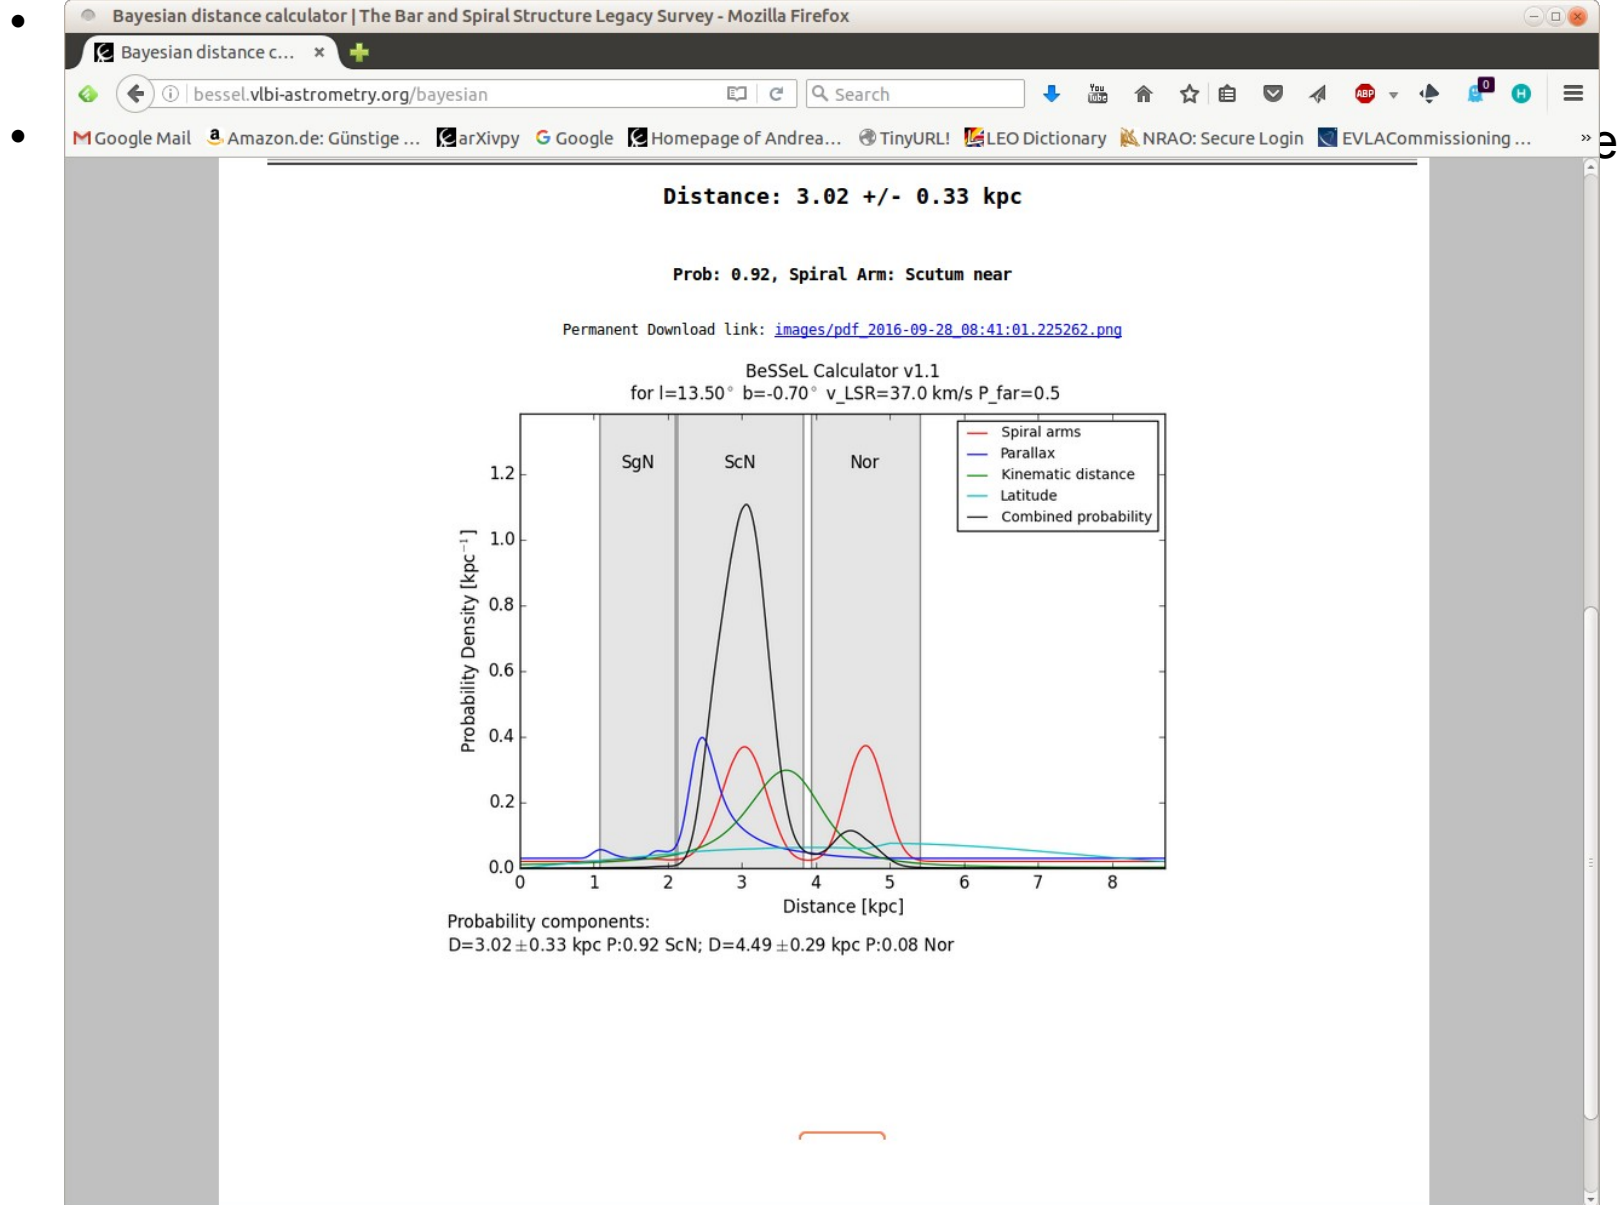 Bayesian distance calculator | The Bar and Spiral Structure Legacy Survey - Mozilla Firefox
Bayesian distance c...
bessel.vlbi-astrometry.org/bayesian
Search
You Tube
ABP
0
H
Google Mail
Amazon.de: Günstige ...
arXivpy
Google
Homepage of Andrea...
TinyURL!
LEO Dictionary
NRAO: Secure Login
EVLACommissioning ...
»
e
Distance: 3.02 +/- 0.33 kpc
Prob: 0.92, Spiral Arm: Scutum near
Permanent Download link: images/pdf_2016-09-28_08:41:01.225262.png
BeSSeL Calculator v1.1
for l=13.50° b=-0.70° v_LSR=37.0 km/s P_far=0.5
Spiral arms
Parallax
Kinematic distance
Latitude
Combined probability
SgN
ScN
Nor
Probability Density [kpc⁻¹]
1.2
1.0
0.8
0.6
0.4
0.2
0.0
0 1 2 3 4 5 6 7 8
Distance [kpc]
Probability components:
D=3.02±0.33 kpc P:0.92 ScN; D=4.49±0.29 kpc P:0.08 Nor